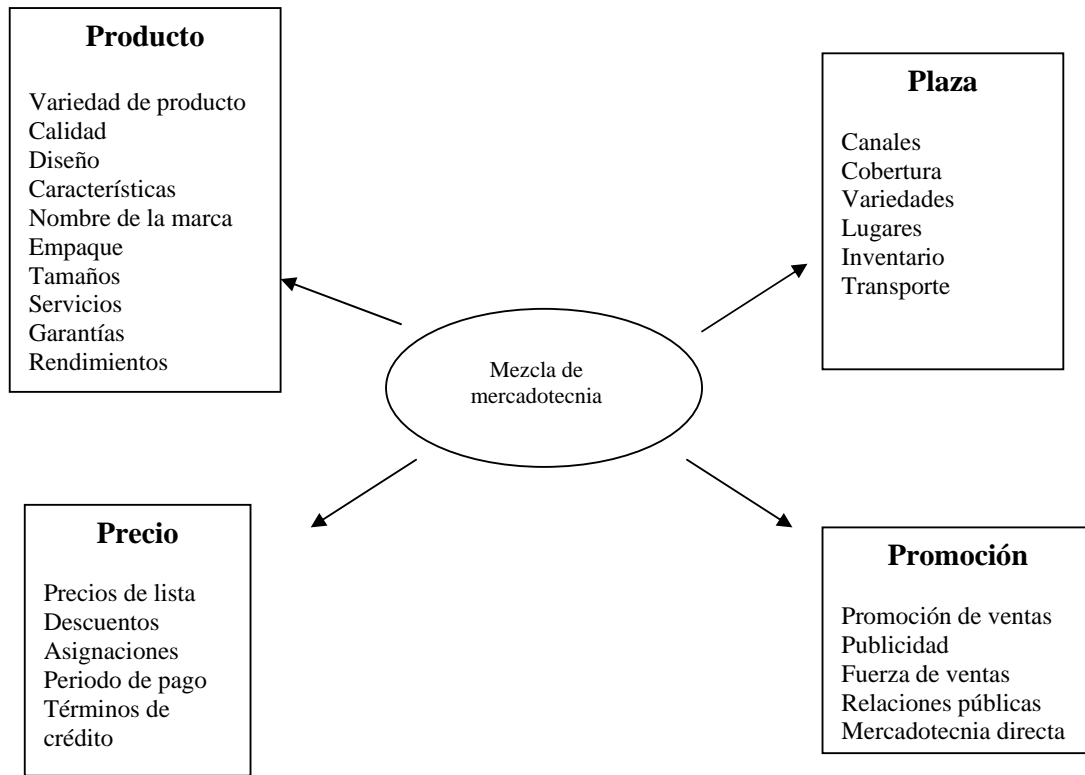 Producto
Variedad de producto
Calidad
Diseño
Características
Nombre de la marca
Empaque
Tamaños
Servicios
Garantías
Rendimientos
Plaza
Canales
Cobertura
Variedades
Lugares
Inventario
Transporte
Mezcla de
mercadotecnia
Precio
Precios de lista
Descuentos
Asignaciones
Periodo de pago
Términos de
crédito
Promoción
Promoción de ventas
Publicidad
Fuerza de ventas
Relaciones públicas
Mercadotecnia directa